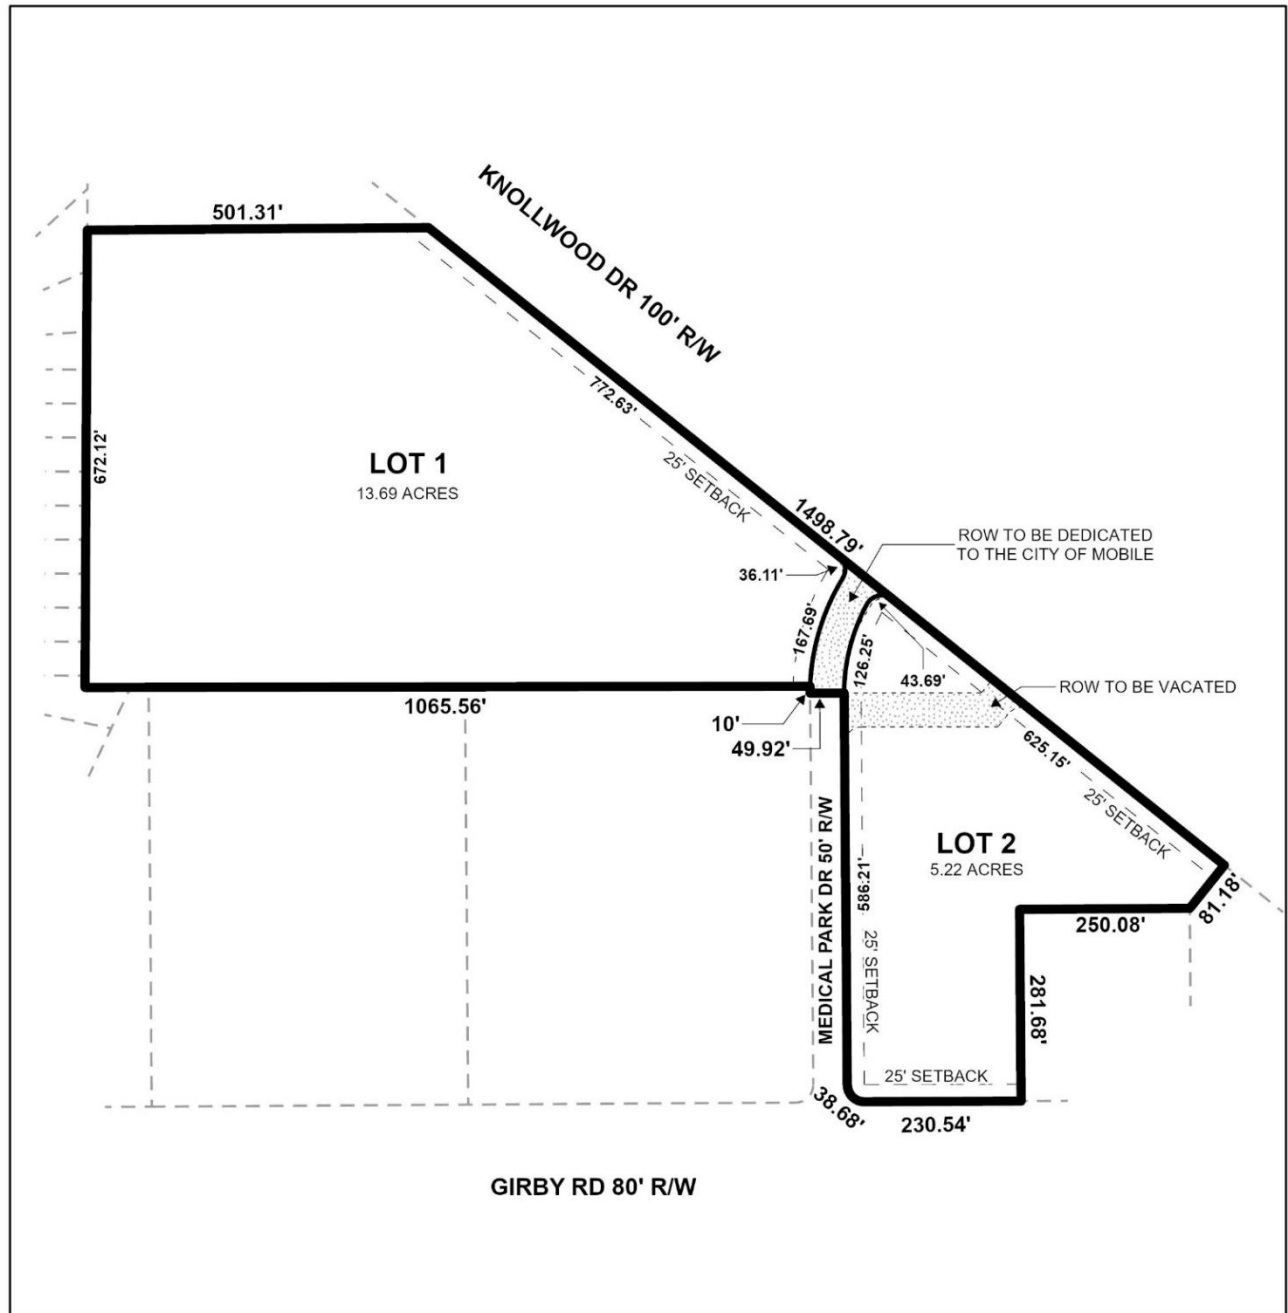 501.31'
KNOLLWOOD DR 100' R/W
772.63'
672.12'
LOT 1
13.69 ACRES
25' SETBACK
1498.79'
ROW TO BE DEDICATED
TO THE CITY OF MOBILE
36.11'
167.69'
126.25'
43.69'
ROW TO BE VACATED
1065.56'
10'
49.92'
625.15'
25' SETBACK
MEDICAL PARK DR 50' R/W
586.21'
LOT 2
5.22 ACRES
81.18'
250.08'
25' SETBACK
281.68'
25' SETBACK
38.68'
230.54'
GIRBY RD 80' R/W